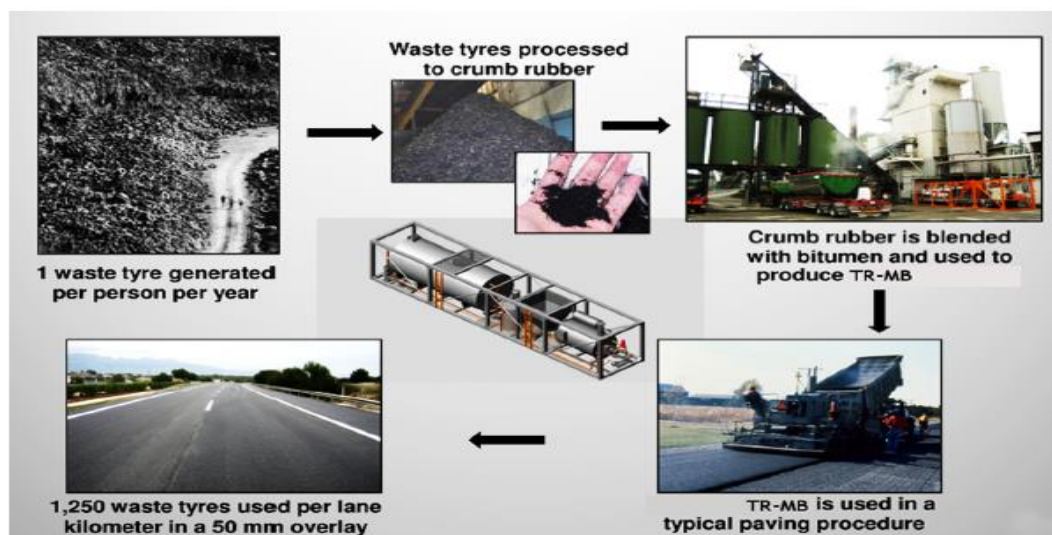 Waste tyres processed
to crumb rubber
1 waste tyre generated
per person per year
Crumb rubber is blended
with bitumen and used to
produce TR-MB
TR-MB is used in a
typical paving procedure
1,250 waste tyres used per lane
kilometer in a 50 mm overlay